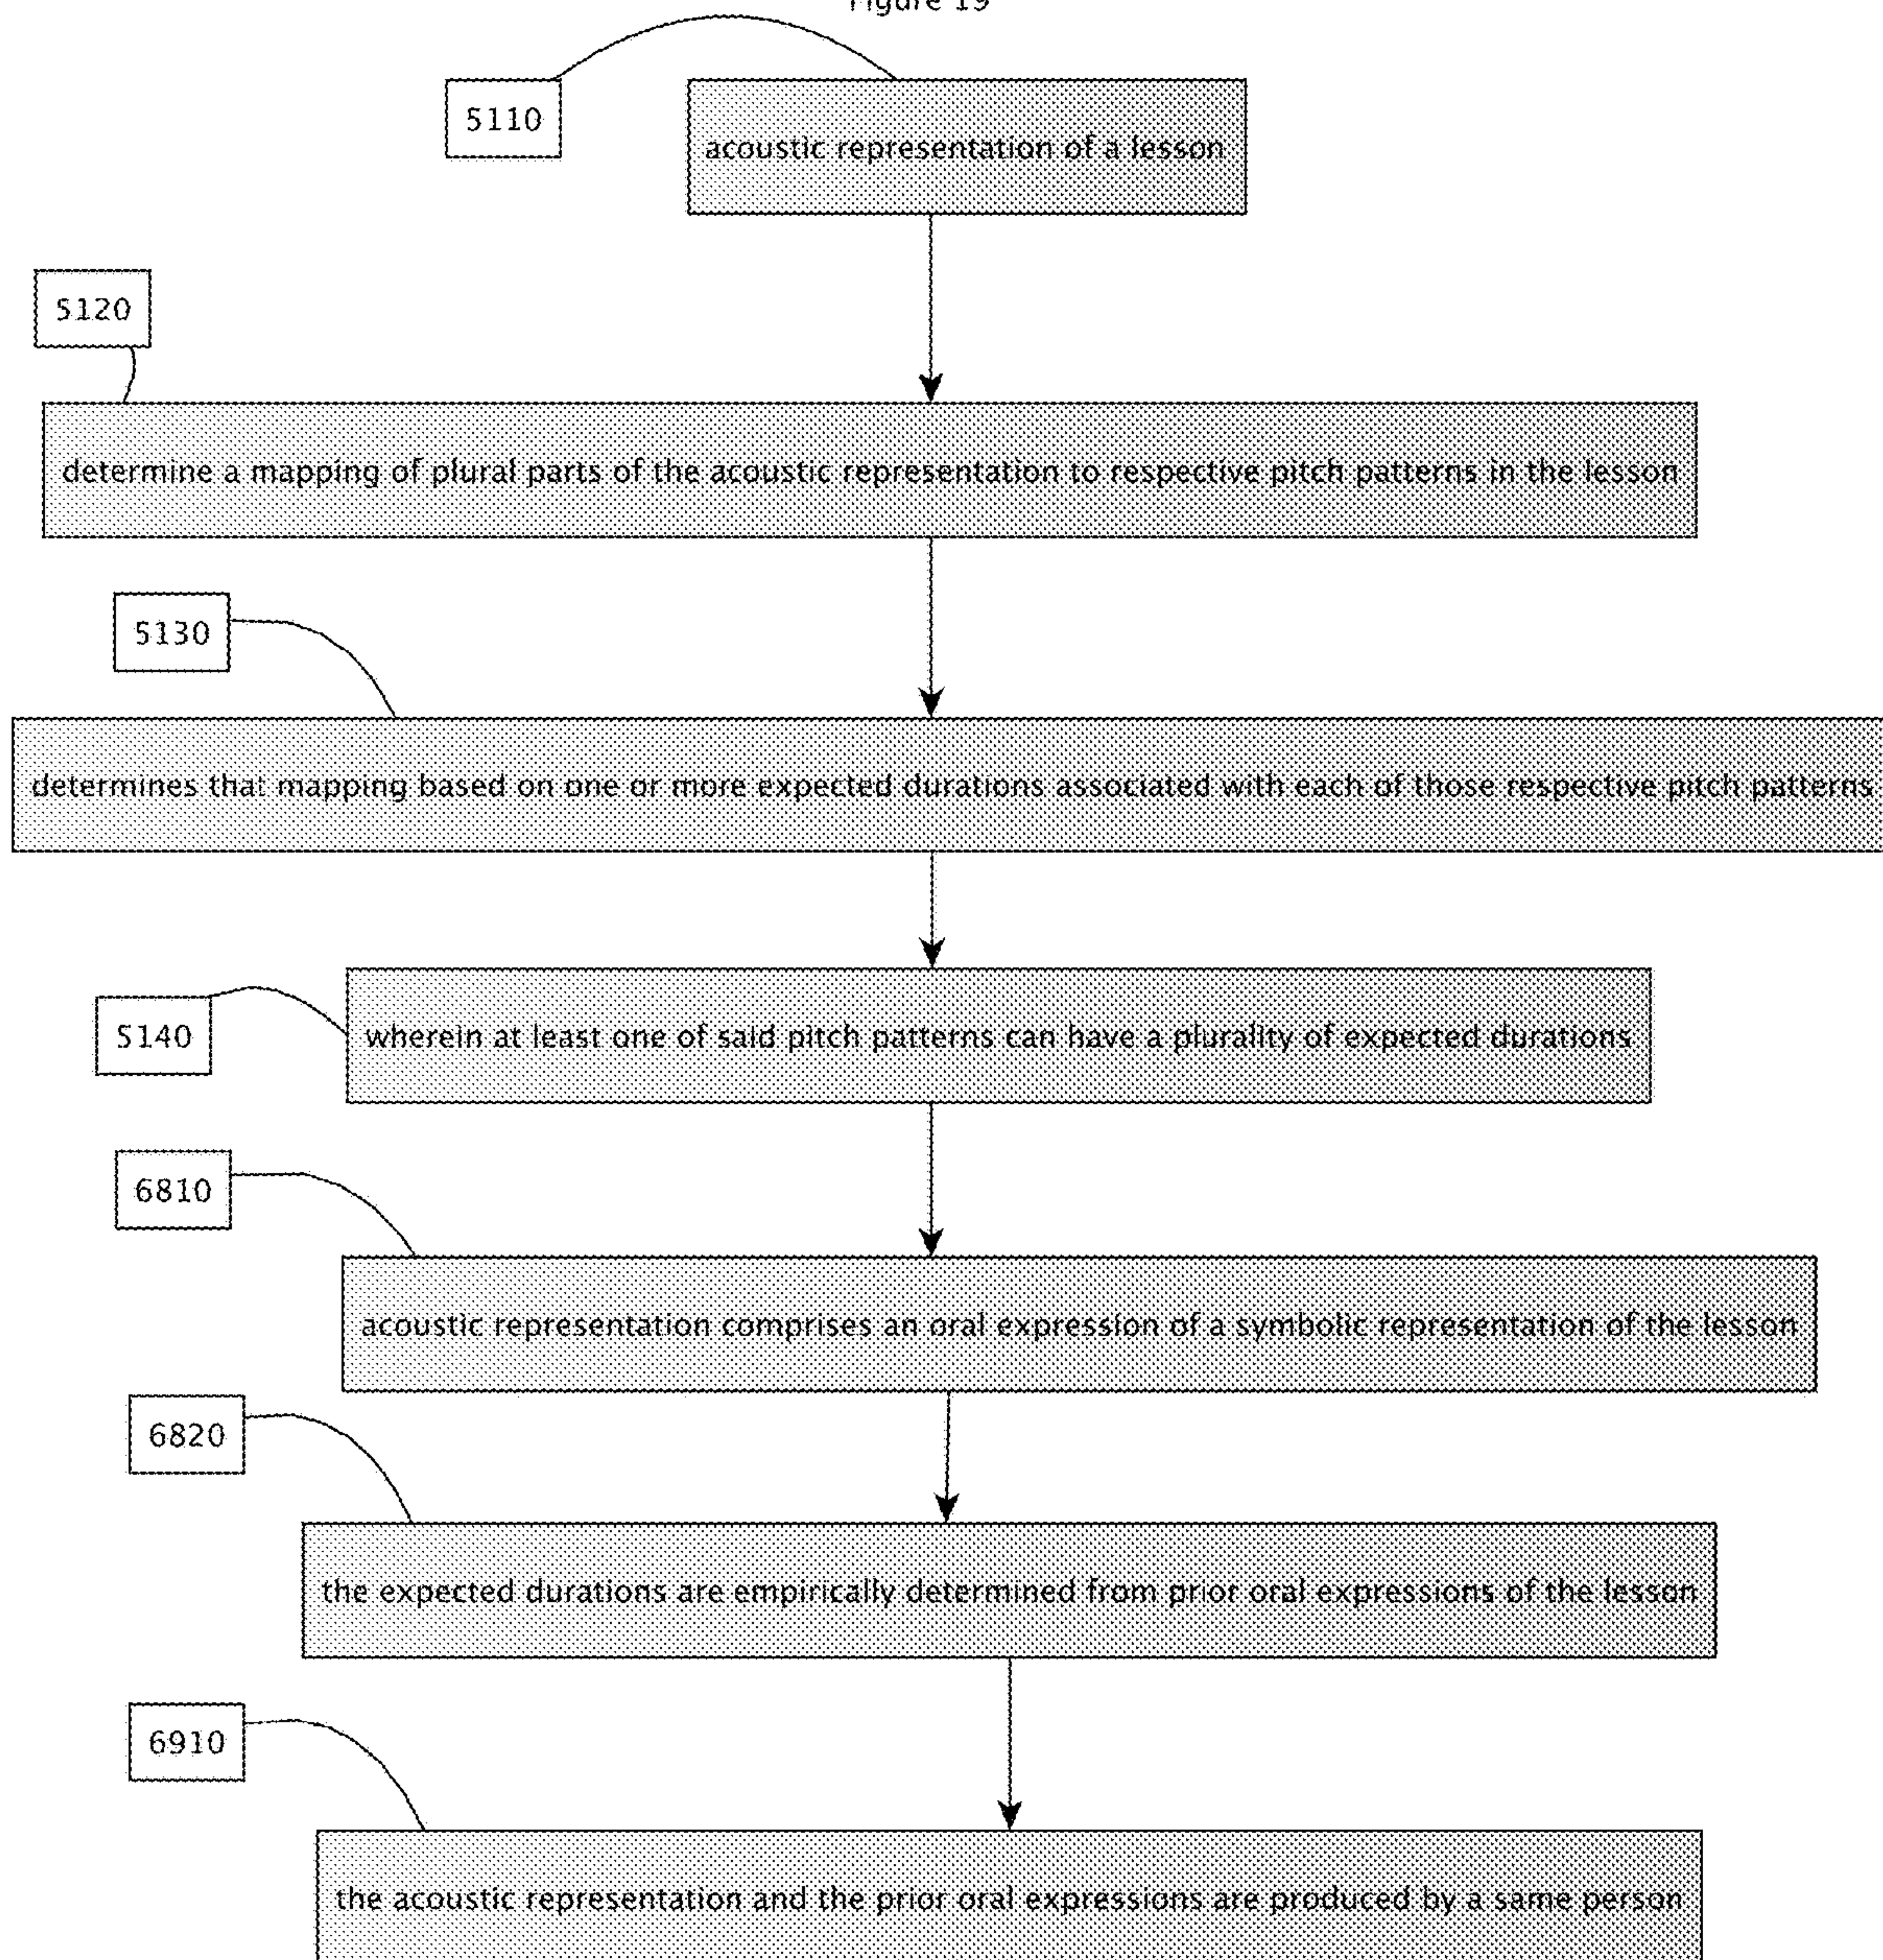 Figure 19
5110
acoustic representation of a lesson
5120
determine a mapping of plural parts of the acoustic representation to respective pitch patterns in the lesson
5130
determines that mapping based on one or more expected durations associated with each of those respective pitch patterns
5140
wherein at least one of said pitch patterns can have a plurality of expected durations
6810
acoustic representation comprises an oral expression of a symbolic representation of the lesson
6820
the expected durations are empirically determined from prior oral expressions of the lesson
6910
the acoustic representation and the prior oral expressions are produced by a same person